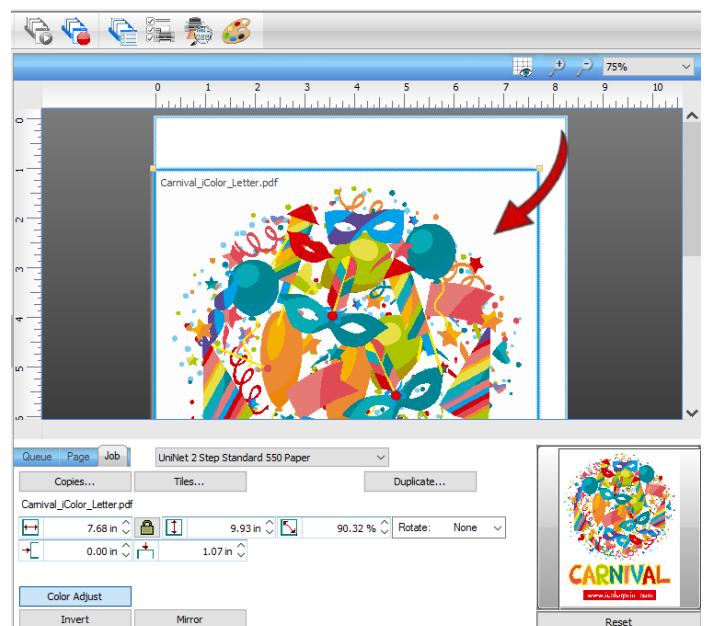 75%
0 1 2 3 4 5 6 7 8 9 10
0
1
2
3
4
5
6
Carnival_iColor_Letter.pdf
Queue Page Job UniNet 2 Step Standard 550 Paper
Copies... Tiles... Duplicate...
Carnival_iColor_Letter.pdf
7.68 in 9.93 in 90.32 % Rotate: None
0.00 in 1.07 in
CARNIVAL
Color Adjust
Invert Mirror Reset